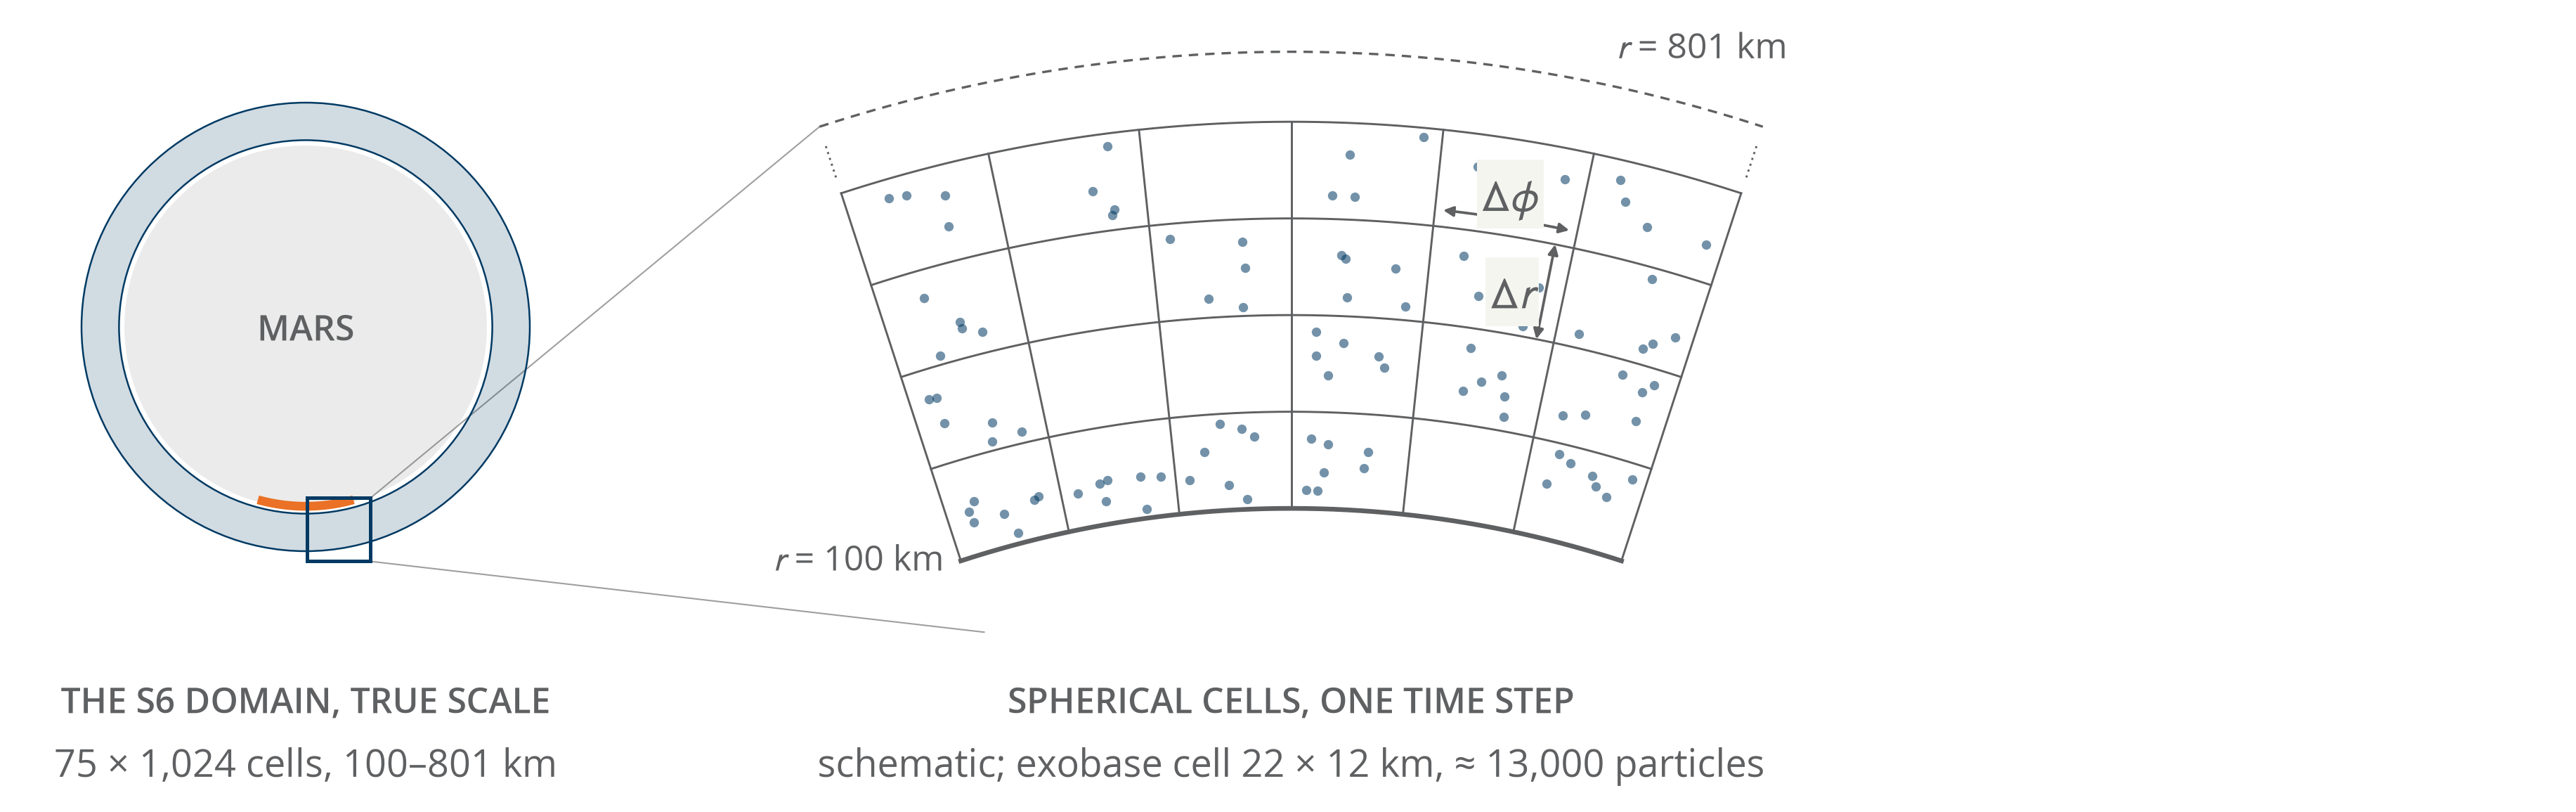 r = 801 km
Δϕ
Δr
MARS
r = 100 km
THE S6 DOMAIN, TRUE SCALE
75 × 1,024 cells, 100–801 km
SPHERICAL CELLS, ONE TIME STEP
schematic; exobase cell 22 × 12 km, ≈ 13,000 particles